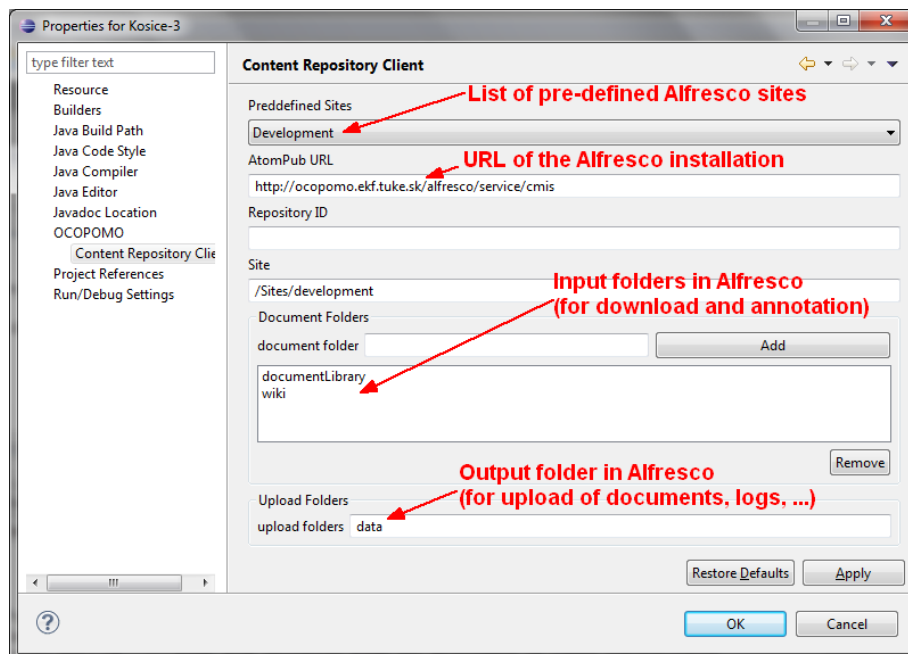 Properties for Kosice-3
type filter text
Resource
Builders
Java Build Path
Java Code Style
Java Compiler
Java Editor
Javadoc Location
OCOPOMO
Content Repository Clie
Project References
Run/Debug Settings
Content Repository Client
Preddefined Sites
List of pre-defined Alfresco sites
Development
AtomPub URL
URL of the Alfresco installation
http://ocopomo.ekf.tuke.sk/alfresco/service/cmis
Repository ID
Site
/Sites/development
Input folders in Alfresco
(for download and annotation)
Document Folders
document folder
Add
documentLibrary
wiki
Remove
Output folder in Alfresco
(for upload of documents, logs, ...)
Upload Folders
upload folders data
Restore Defaults
Apply
OK
Cancel